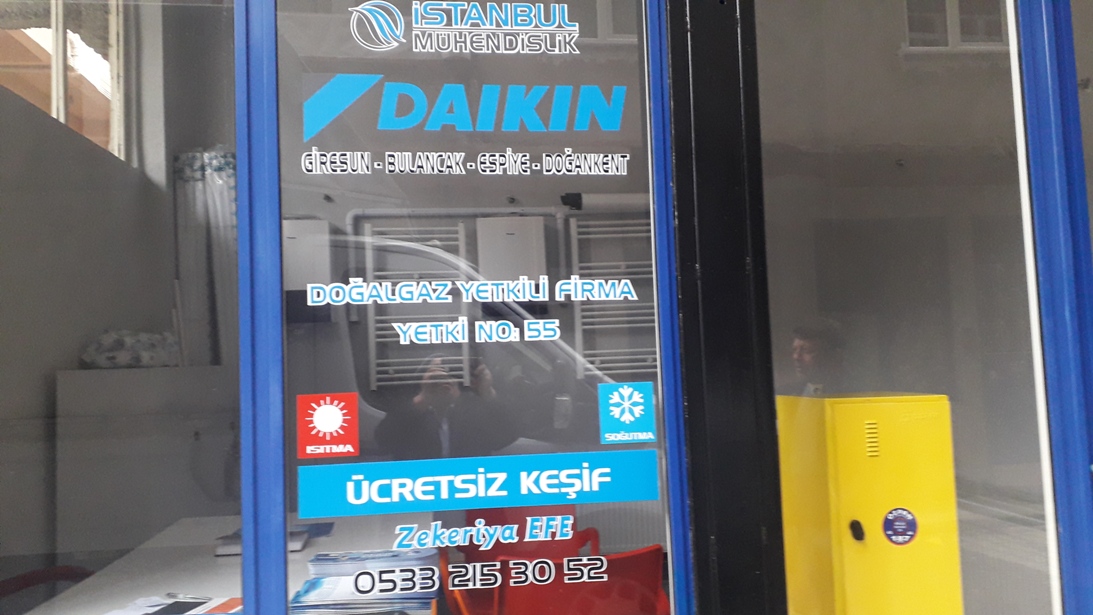 İSTANBUL
MÜHENDİSLİK
DAIKIN
GİRESUN - BULANCAK - ESPİYE - DOĞANKENT
DOĞALGAZ YETKİLİ FİRMA
YETKİ NO: 55
ISITMA
SOĞUTMA
ÜCRETSİZ KEŞİF
Zekeriya EFE
0533 215 30 52
187